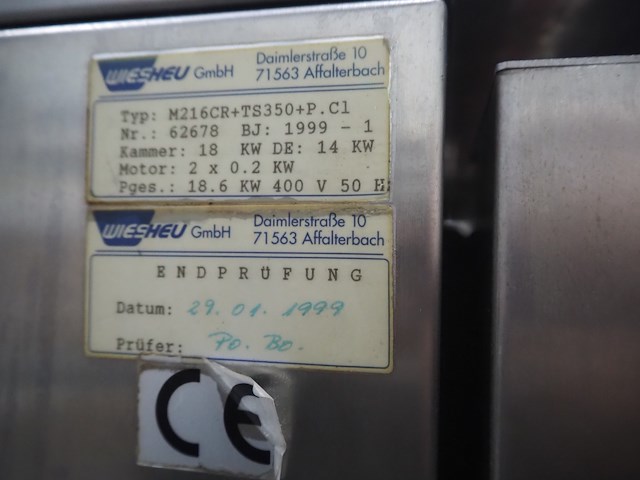 WIESHEU GmbH Daimlerstraße 10
71563 Affalterbach
Typ: M216CR+TS350+P.Cl
Nr.: 62678 BJ: 1999 - 1
Kammer: 18 KW DE: 14 KW
Motor: 2 x 0.2 KW
Pges.: 18.6 KW 400 V 50 Hz
WIESHEU GmbH Daimlerstraße 10
71563 Affalterbach
ENDPRÜFUNG
Datum: 29.01.1999
Prüfer: Po. Bo.
CE